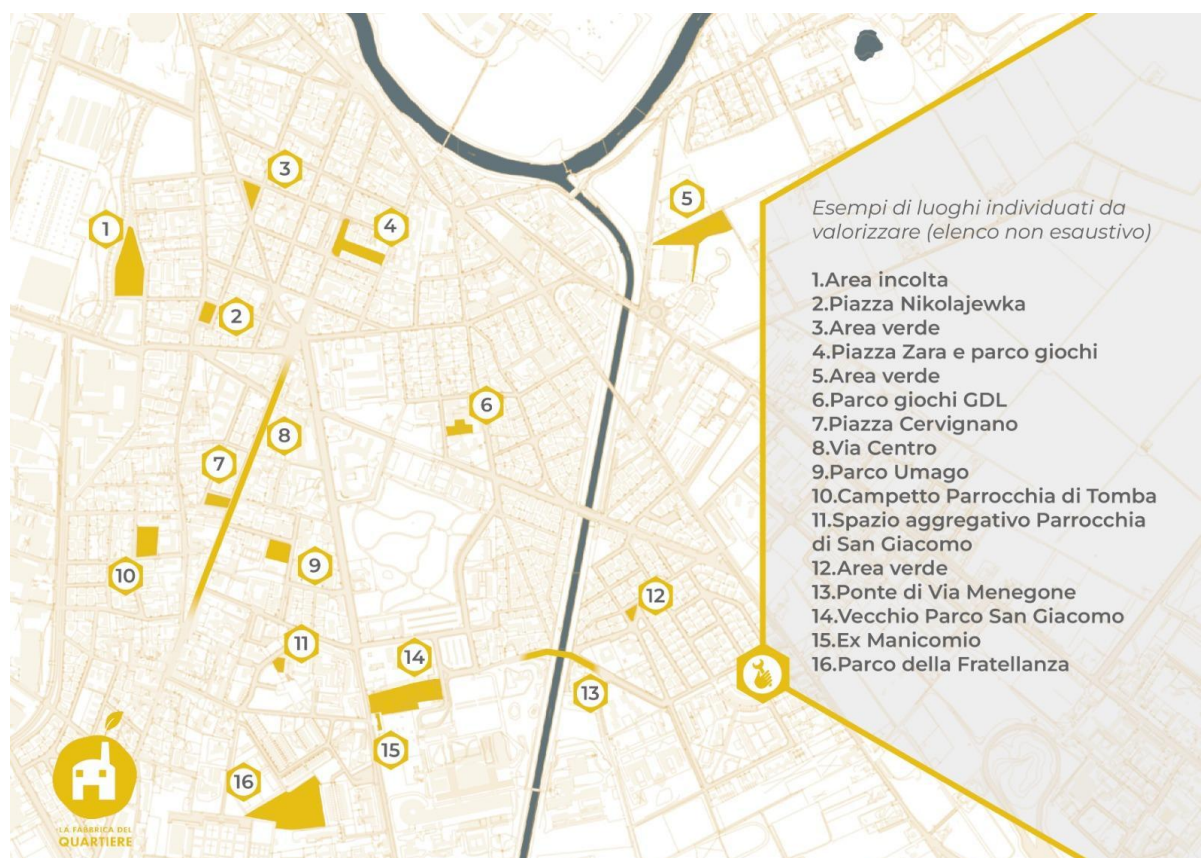 3
5
1
4
2
6
8
7
9
10
12
11
14
13
15
16
Esempi di luoghi individuati da
valorizzare (elenco non esaustivo)
1.Area incolta
2.Piazza Nikolajewka
3.Area verde
4.Piazza Zara e parco giochi
5.Area verde
6.Parco giochi GDL
7.Piazza Cervignano
8.Via Centro
9.Parco Umago
10.Campetto Parrocchia di Tomba
11.Spazio aggregativo Parrocchia
di San Giacomo
12.Area verde
13.Ponte di Via Menegone
14.Vecchio Parco San Giacomo
15.Ex Manicomio
16.Parco della Fratellanza
LA FABBRICA DEL
QUARTIERE